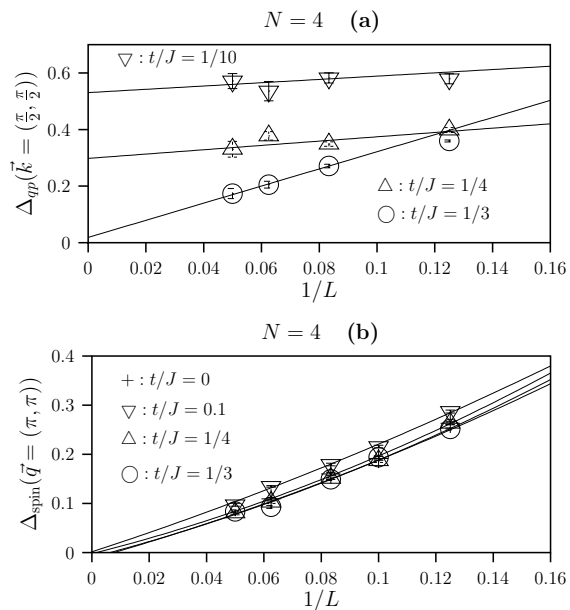 N = 4 (a)
▽ : t/J = 1/10
△ : t/J = 1/4
○ : t/J = 1/3
Δqp(k⃗ = (π/2, π/2))
0.6
0.4
0.2
0
0 0.02 0.04 0.06 0.08 0.1 0.12 0.14 0.16
1/L
N = 4 (b)
+ : t/J = 0
▽ : t/J = 0.1
△ : t/J = 1/4
○ : t/J = 1/3
Δspin(q⃗ = (π, π))
0.4
0.3
0.2
0.1
0
0 0.02 0.04 0.06 0.08 0.1 0.12 0.14 0.16
1/L